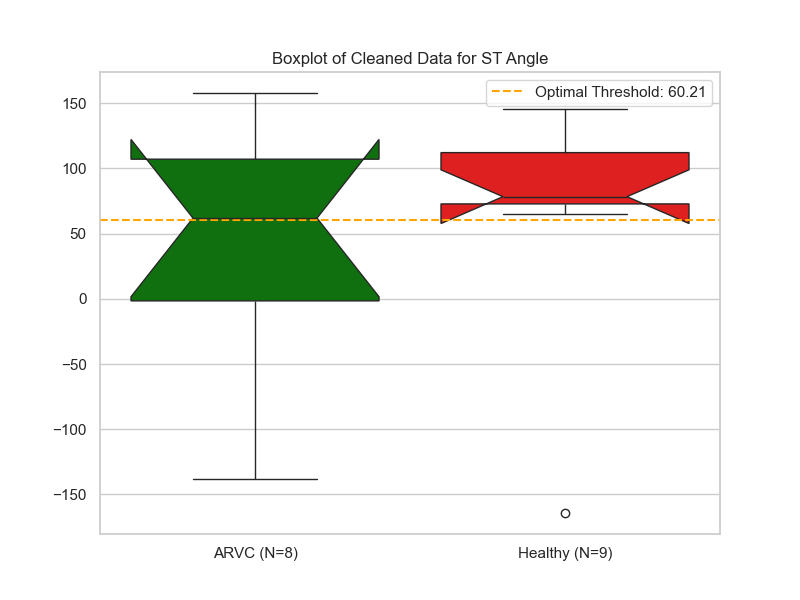 Boxplot of Cleaned Data for ST Angle
Optimal Threshold: 60.21
150
100
50
0
−50
−100
−150
ARVC (N=8)
Healthy (N=9)